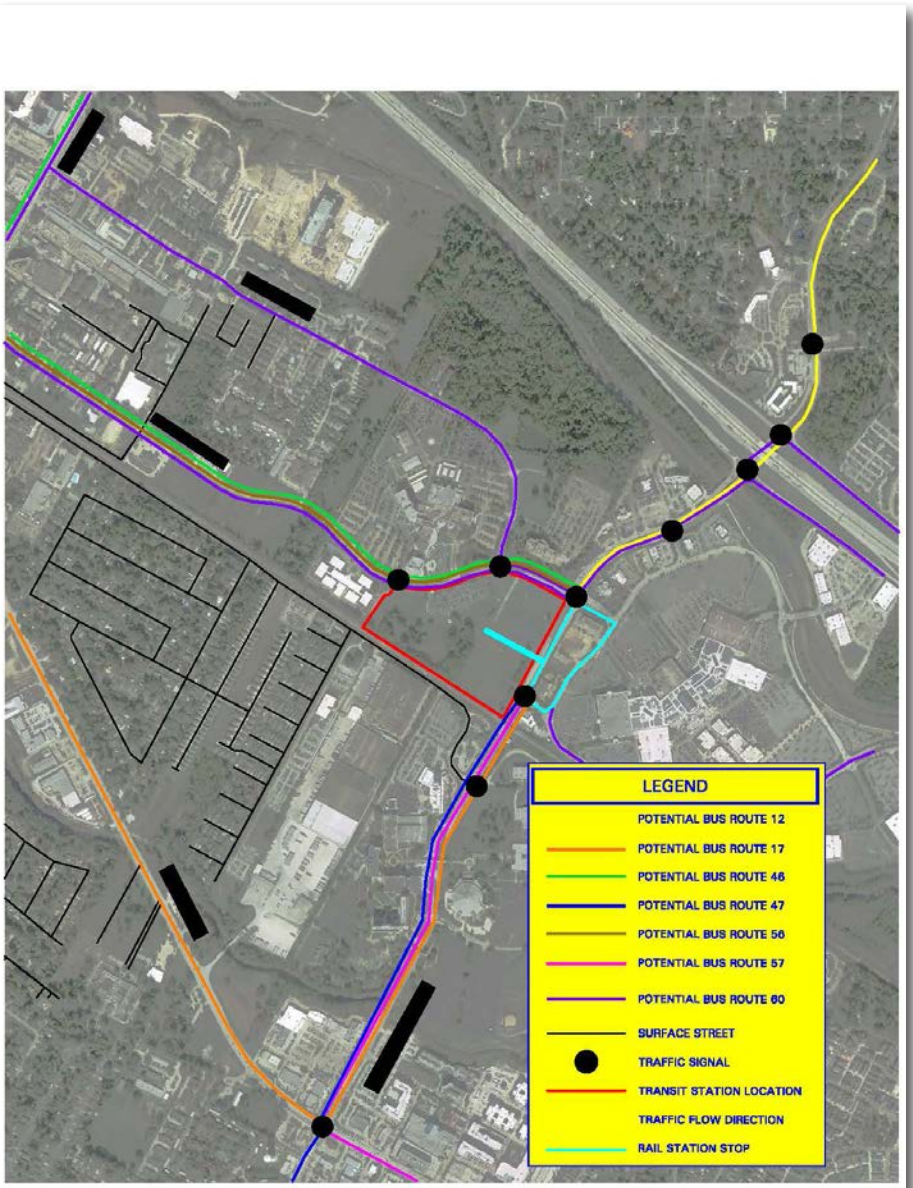 LEGEND
POTENTIAL BUS ROUTE 12
POTENTIAL BUS ROUTE 17
POTENTIAL BUS ROUTE 46
POTENTIAL BUS ROUTE 47
POTENTIAL BUS ROUTE 56
POTENTIAL BUS ROUTE 57
POTENTIAL BUS ROUTE 60
SURFACE STREET
TRAFFIC SIGNAL
TRANSIT STATION LOCATION
TRAFFIC FLOW DIRECTION
RAIL STATION STOP